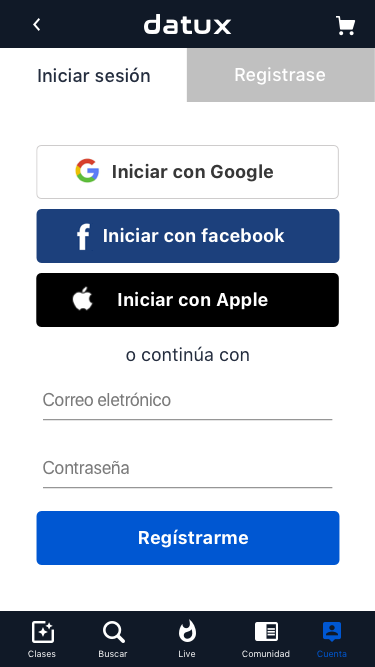 datux
Iniciar sesión
Registrase
Iniciar con Google
Iniciar con facebook
Iniciar con Apple
o continúa con
Correo eletrónico
Contraseña
Regístrarme
Clases
Buscar
Live
Comunidad
Cuenta